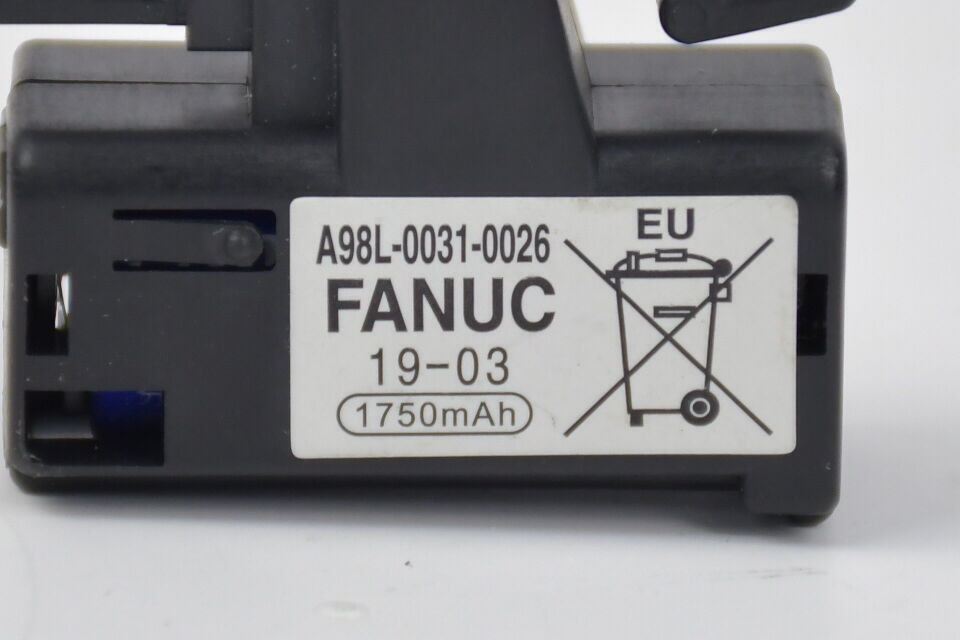 A98L-0031-0026
FANUC
19-03
1750mAh
EU